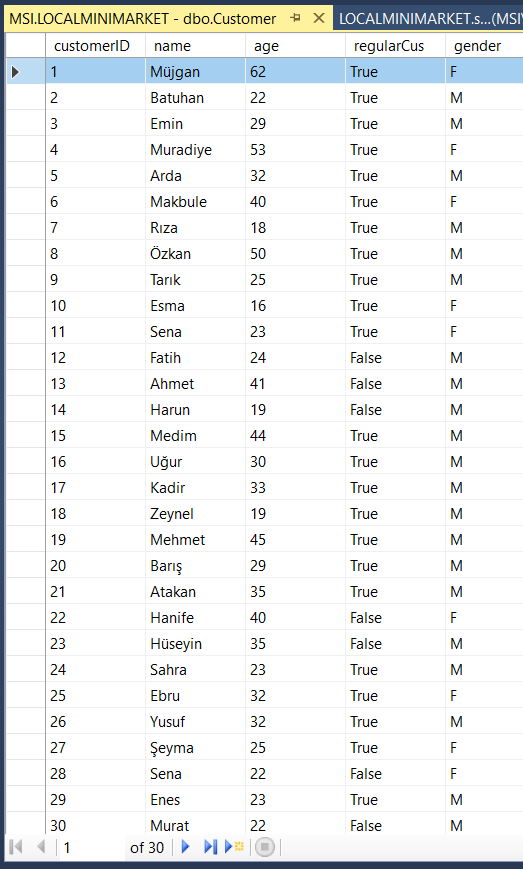 MSI.LOCALMINIMARKET - dbo.Customer LOCALMINIMARKET.s...(MSI\
customerID name age regularCus gender
1 Müjgan 62 True F
2 Batuhan 22 True M
3 Emin 29 True M
4 Muradiye 53 True F
5 Arda 32 True M
6 Makbule 40 True F
7 Rıza 18 True M
8 Özkan 50 True M
9 Tarık 25 True M
10 Esma 16 True F
11 Sena 23 True F
12 Fatih 24 False M
13 Ahmet 41 False M
14 Harun 19 False M
15 Medim 44 True M
16 Uğur 30 True M
17 Kadir 33 True M
18 Zeynel 19 True M
19 Mehmet 45 True M
20 Barış 29 True M
21 Atakan 35 True M
22 Hanife 40 False F
23 Hüseyin 35 False M
24 Sahra 23 True M
25 Ebru 32 True F
26 Yusuf 32 True M
27 Şeyma 25 True F
28 Sena 22 False F
29 Enes 23 True M
30 Murat 22 False M
1 of 30